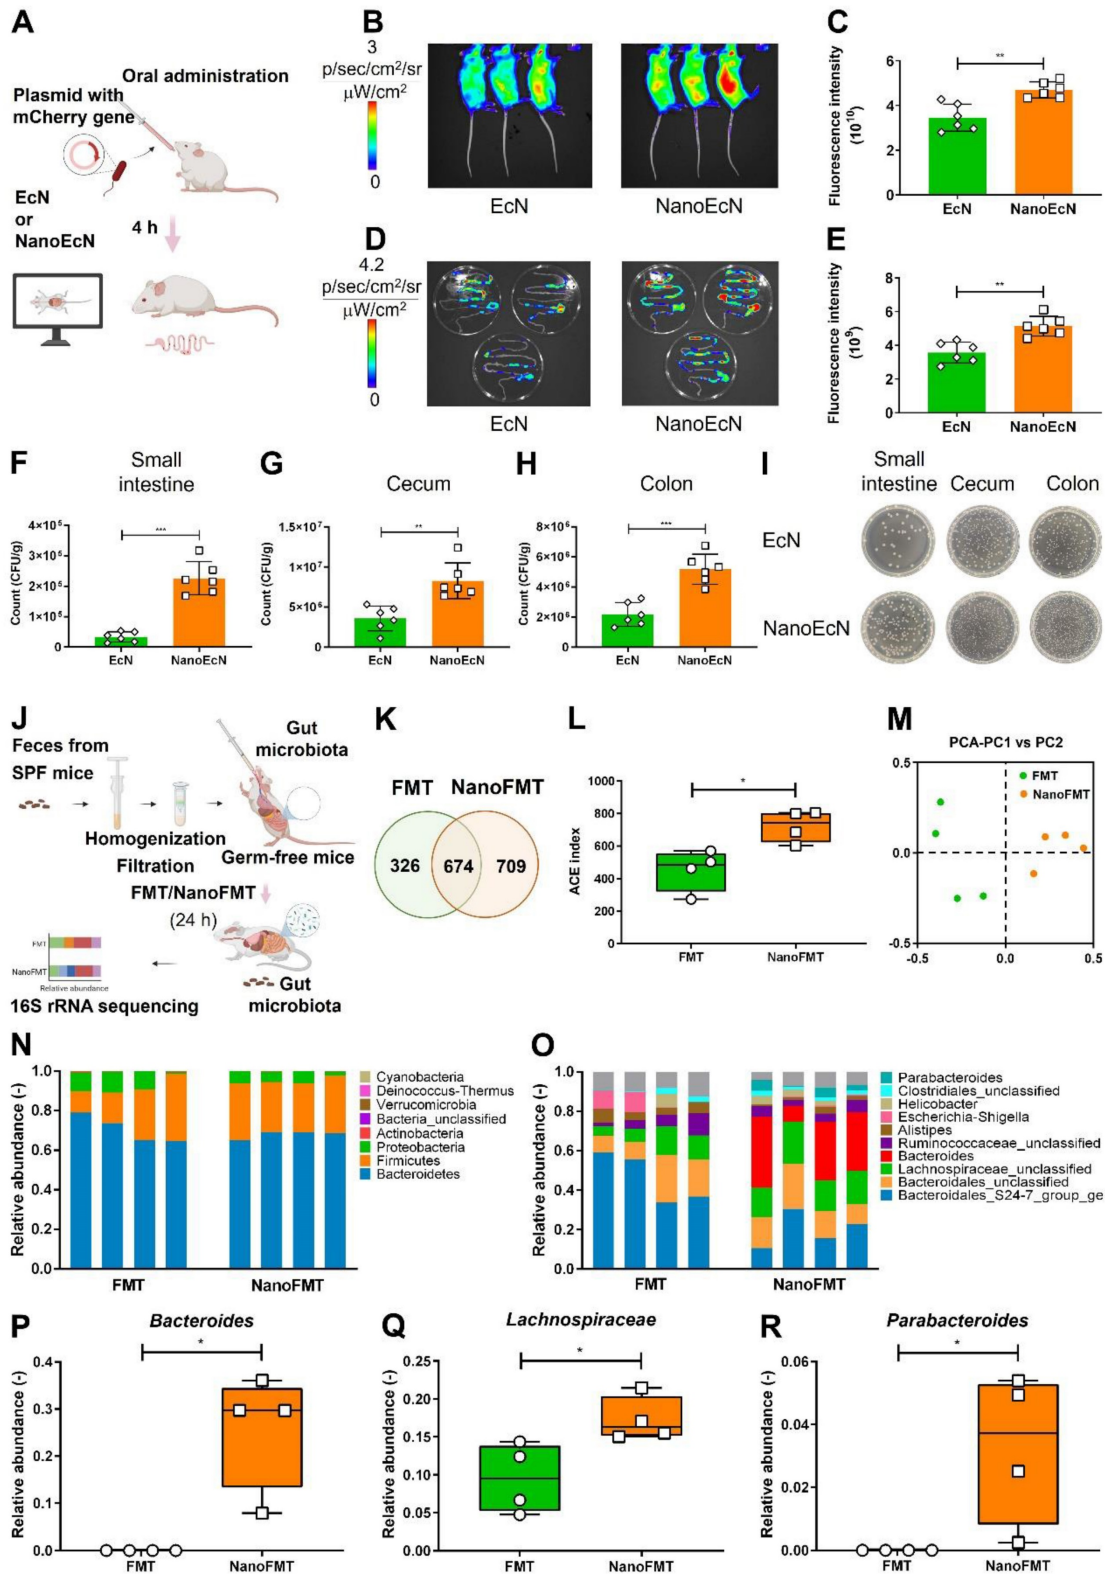 A
Oral administration
Plasmid with
mCherry gene
EcN
or
NanoEcN
4 h
B
3
p/sec/cm²/sr
μW/cm²
0
EcN
NanoEcN
C
Fluorescence intensity
(10¹⁰)
6
4
2
0
**
EcN
NanoEcN
D
4.2
p/sec/cm²/sr
μW/cm²
0
EcN
NanoEcN
E
Fluorescence intensity
(10⁹)
8
6
4
2
0
**
EcN
NanoEcN
F
Small
intestine
Count (CFU/g)
4×10⁵
3×10⁵
2×10⁵
1×10⁵
0
***
EcN
NanoEcN
G
Cecum
Count (CFU/g)
1.5×10⁷
1×10⁷
5×10⁶
0
**
EcN
NanoEcN
H
Colon
Count (CFU/g)
8×10⁶
6×10⁶
4×10⁶
2×10⁶
0
***
EcN
NanoEcN
I
Small
intestine
Cecum
Colon
EcN
NanoEcN
J
Feces from
SPF mice
Gut
microbiota
Homogenization
Filtration
Germ-free mice
FMT/NanoFMT
(24 h)
FMT
NanoFMT
Relative abundance
Gut
microbiota
16S rRNA sequencing
K
FMT
NanoFMT
326
674
709
L
ACE index
1000
800
600
400
200
0
*
FMT
NanoFMT
M
PCA-PC1 vs PC2
0.5
0.0
-0.5
FMT
NanoFMT
-0.5
0.0
0.5
N
Relative abundance (-)
1.0
0.8
0.6
0.4
0.2
0.0
FMT
NanoFMT
Cyanobacteria
Deinococcus-Thermus
Verrucomicrobia
Bacteria_unclassified
Actinobacteria
Proteobacteria
Firmicutes
Bacteroidetes
O
Relative abundance (-)
1.0
0.8
0.6
0.4
0.2
0.0
FMT
NanoFMT
Parabacteroides
Clostridiales_unclassified
Helicobacter
Escherichia-Shigella
Alistipes
Ruminococcaceae_unclassified
Bacteroides
Lachnospiraceae_unclassified
Bacteroidales_unclassified
Bacteroidales_S24-7_group_ge
P
Bacteroides
Relative abundance (-)
0.4
0.3
0.2
0.1
0.0
*
FMT
NanoFMT
Q
Lachnospiraceae
Relative abundance (-)
0.25
0.20
0.15
0.10
0.05
0.00
*
FMT
NanoFMT
R
Parabacteroides
Relative abundance (-)
0.06
0.04
0.02
0.00
*
FMT
NanoFMT